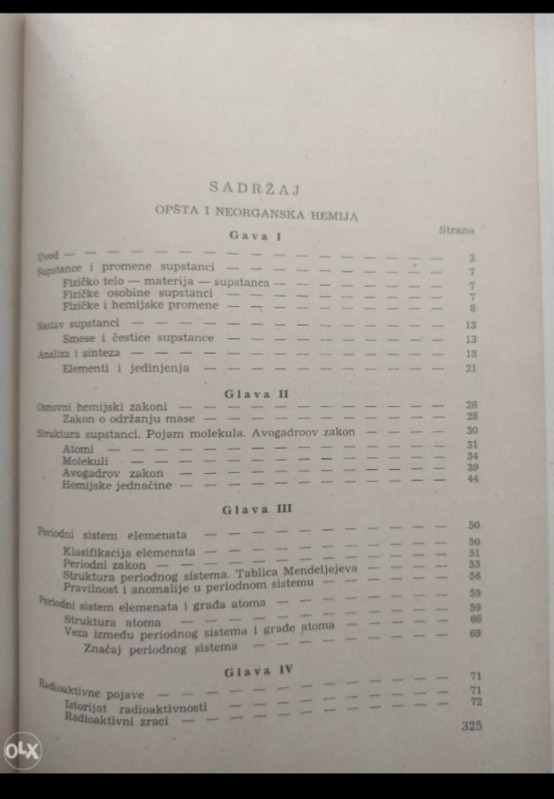 SADRŽAJ
OPŠTA I NEORGANSKA HEMIJA
Gava I
Strana
Uvod — 3
Supstance i promene supstanci — 7
Fizičko telo — materija — supstanca — 7
Fizičke osobine supstanci — 7
Fizičke i hemijske promene — 8
Sastav supstanci — 13
Smese i čestice supstance — 13
Analiza i sinteza — 18
Elementi i jedinjenja — 21
Glava II
Osnovni hemijski zakoni — 28
Zakon o održanju mase — 28
Struktura supstanci. Pojam molekula. Avogadroov zakon — 30
Atomi — 31
Molekuli — 34
Avogadrov zakon — 39
Hemijske jednačine — 44
Glava III
Periodni sistem elemenata — 50
Klasifikacija elemenata — 50
Periodni zakon — 51
Struktura periodnog sistema. Tablica Mendeljejeva — 53
Pravilnost i anomalije u periodnom sistemu — 56
Periodni sistem elemenata i građa atoma — 59
Struktura atoma — 59
Veza između periodnog sistema i građe atoma — 66
Značaj periodnog sistema — 69
Glava IV
Radioaktivne pojave — 71
Istorijat radioaktivnosti — 71
Radioaktivni zraci — 72
325
OLX